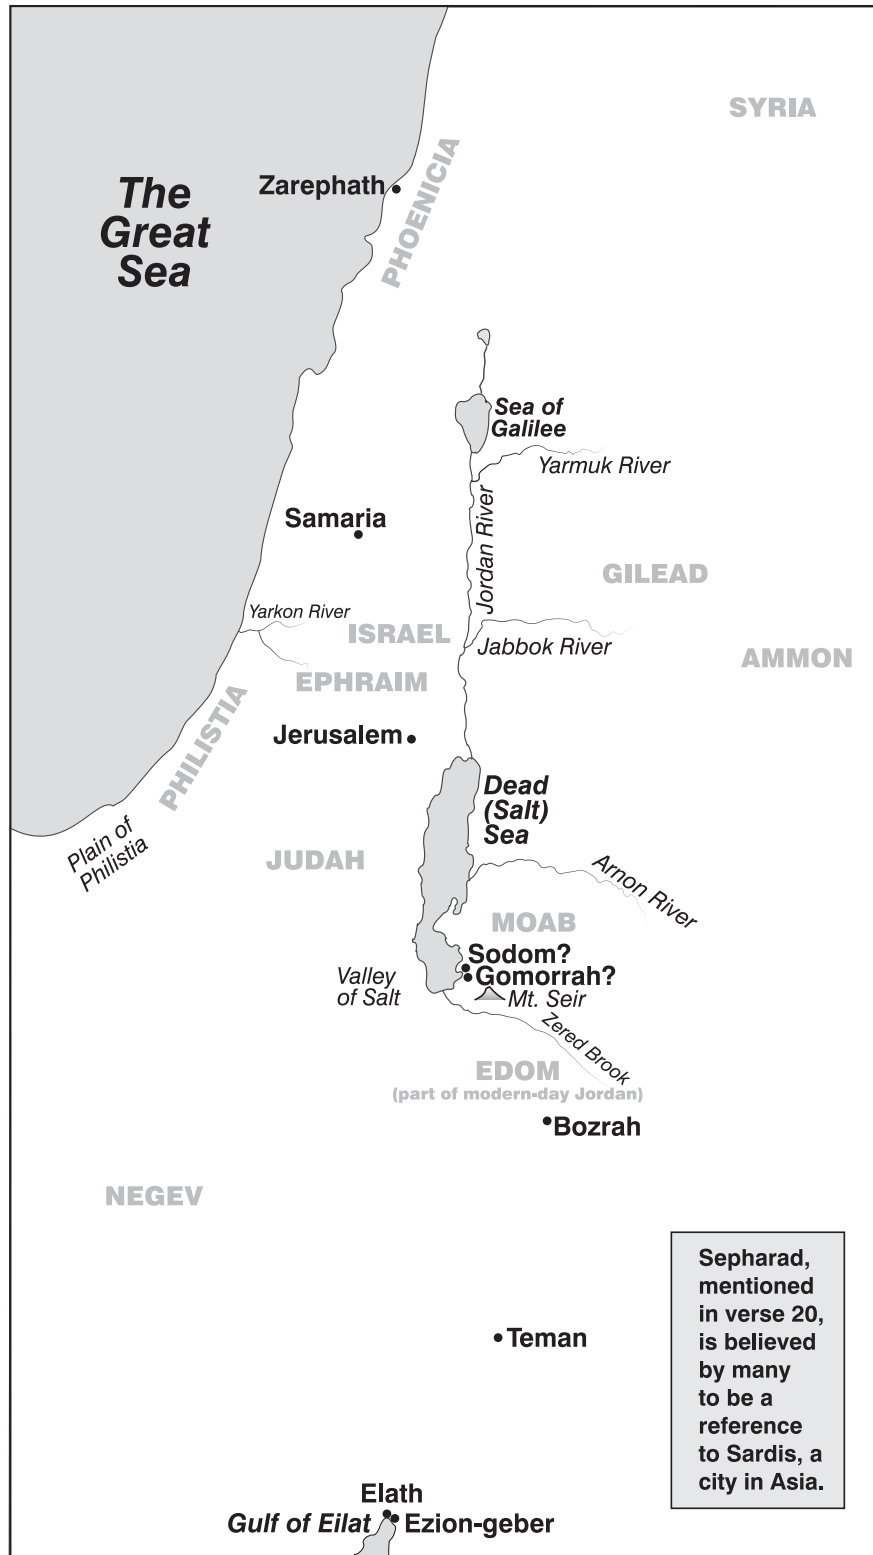 SYRIA
PHOENICIA
Zarephath
The
Great
Sea
Sea of
Galilee
Yarmuk River
Samaria
Jordan River
GILEAD
Yarkon River
ISRAEL
Jabbok River
AMMON
EPHRAIM
PHILISTIA
Jerusalem
Dead
(Salt)
Sea
Plain of
Philistia
JUDAH
Arnon River
MOAB
Sodom?
Gomorrah?
Valley
of Salt
Mt. Seir
Zered Brook
EDOM
(part of modern-day Jordan)
Bozrah
NEGEV
Sepharad,
mentioned
in verse 20,
is believed
by many
to be a
reference
to Sardis, a
city in Asia.
Teman
Elath
Gulf of Eilat
Ezion-geber